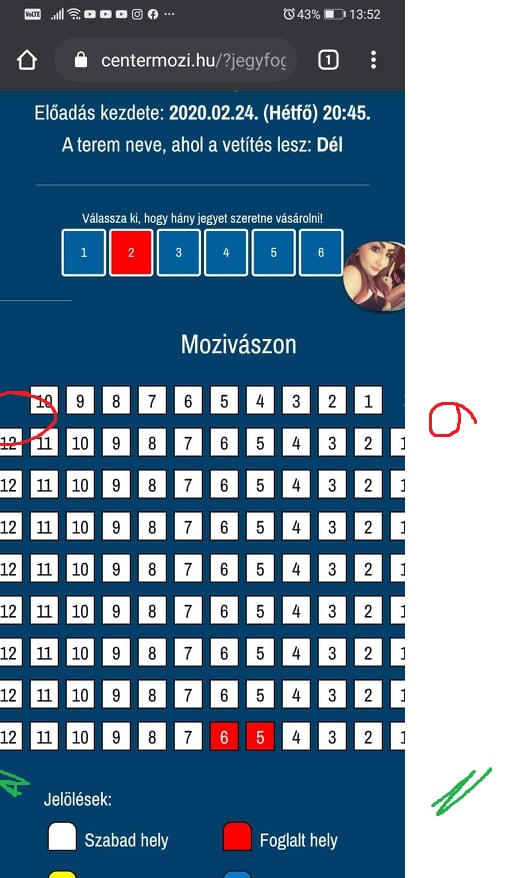 VoLTE 43% 13:52
centermozi.hu/?jegyfog 1
Előadás kezdete: 2020.02.24. (Hétfő) 20:45.
A terem neve, ahol a vetítés lesz: Dél
Válassza ki, hogy hány jegyet szeretne vásárolni!
1 2 3 4 5 6
Mozivászon
10 9 8 7 6 5 4 3 2 1
12 11 10 9 8 7 6 5 4 3 2 1
12 11 10 9 8 7 6 5 4 3 2 1
12 11 10 9 8 7 6 5 4 3 2 1
12 11 10 9 8 7 6 5 4 3 2 1
12 11 10 9 8 7 6 5 4 3 2 1
12 11 10 9 8 7 6 5 4 3 2 1
12 11 10 9 8 7 6 5 4 3 2 1
12 11 10 9 8 7 6 5 4 3 2 1
Jelölések:
Szabad hely Foglalt hely